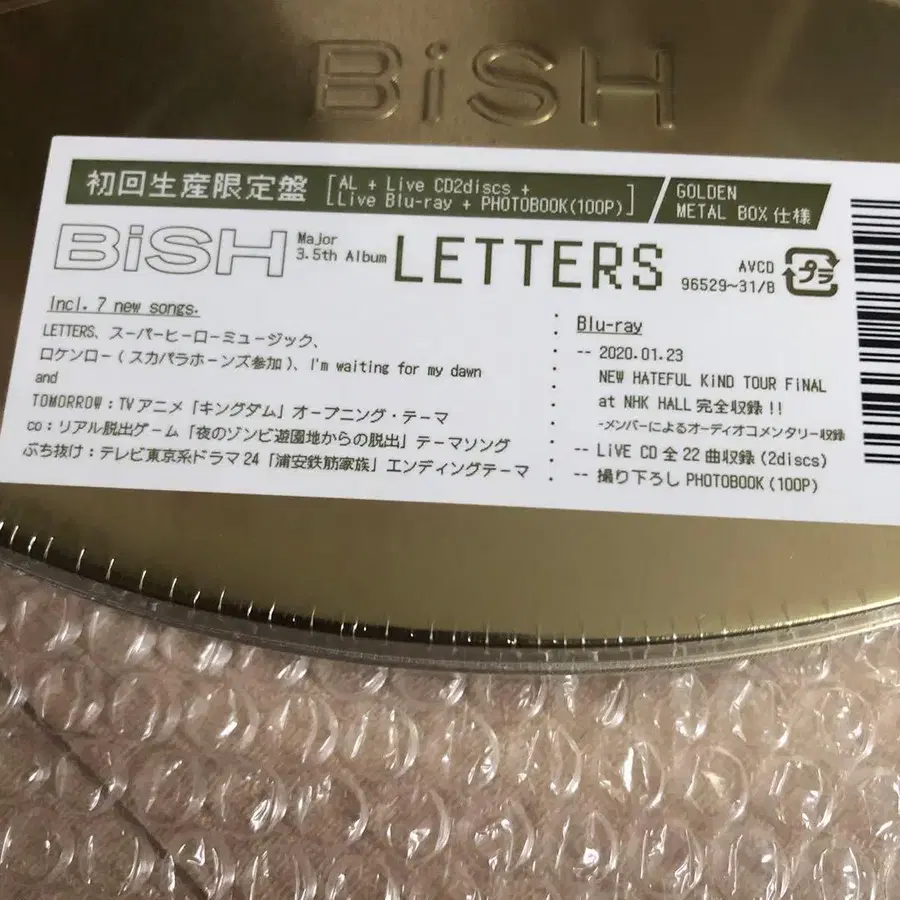 BiSH
初回生産限定盤 [AL + Live CD2discs + Live Blu-ray + PHOTOBOOK(100P)] / GOLDEN METAL BOX 仕様
BiSH Major 3.5th Album LETTERS AVCD 96529~31/B プラ
Incl. 7 new songs.
LETTERS、スーパーヒーローミュージック、
ロケンロー(スカパラホーンズ参加)、I'm waiting for my dawn
and
TOMORROW:TVアニメ「キングダム」オープニング・テーマ
co:リアル脱出ゲーム「夜のゾンビ遊園地からの脱出」テーマソング
ぶち抜け:テレビ東京系ドラマ24「浦安鉄筋家族」エンディングテーマ
Blu-ray
-- 2020.01.23
NEW HATEFUL KiND TOUR FiNAL
at NHK HALL 完全収録!!
-メンバーによるオーディオコメンタリー収録
-- LiVE CD 全22曲収録(2discs)
-- 撮り下ろし PHOTOBOOK(100P)